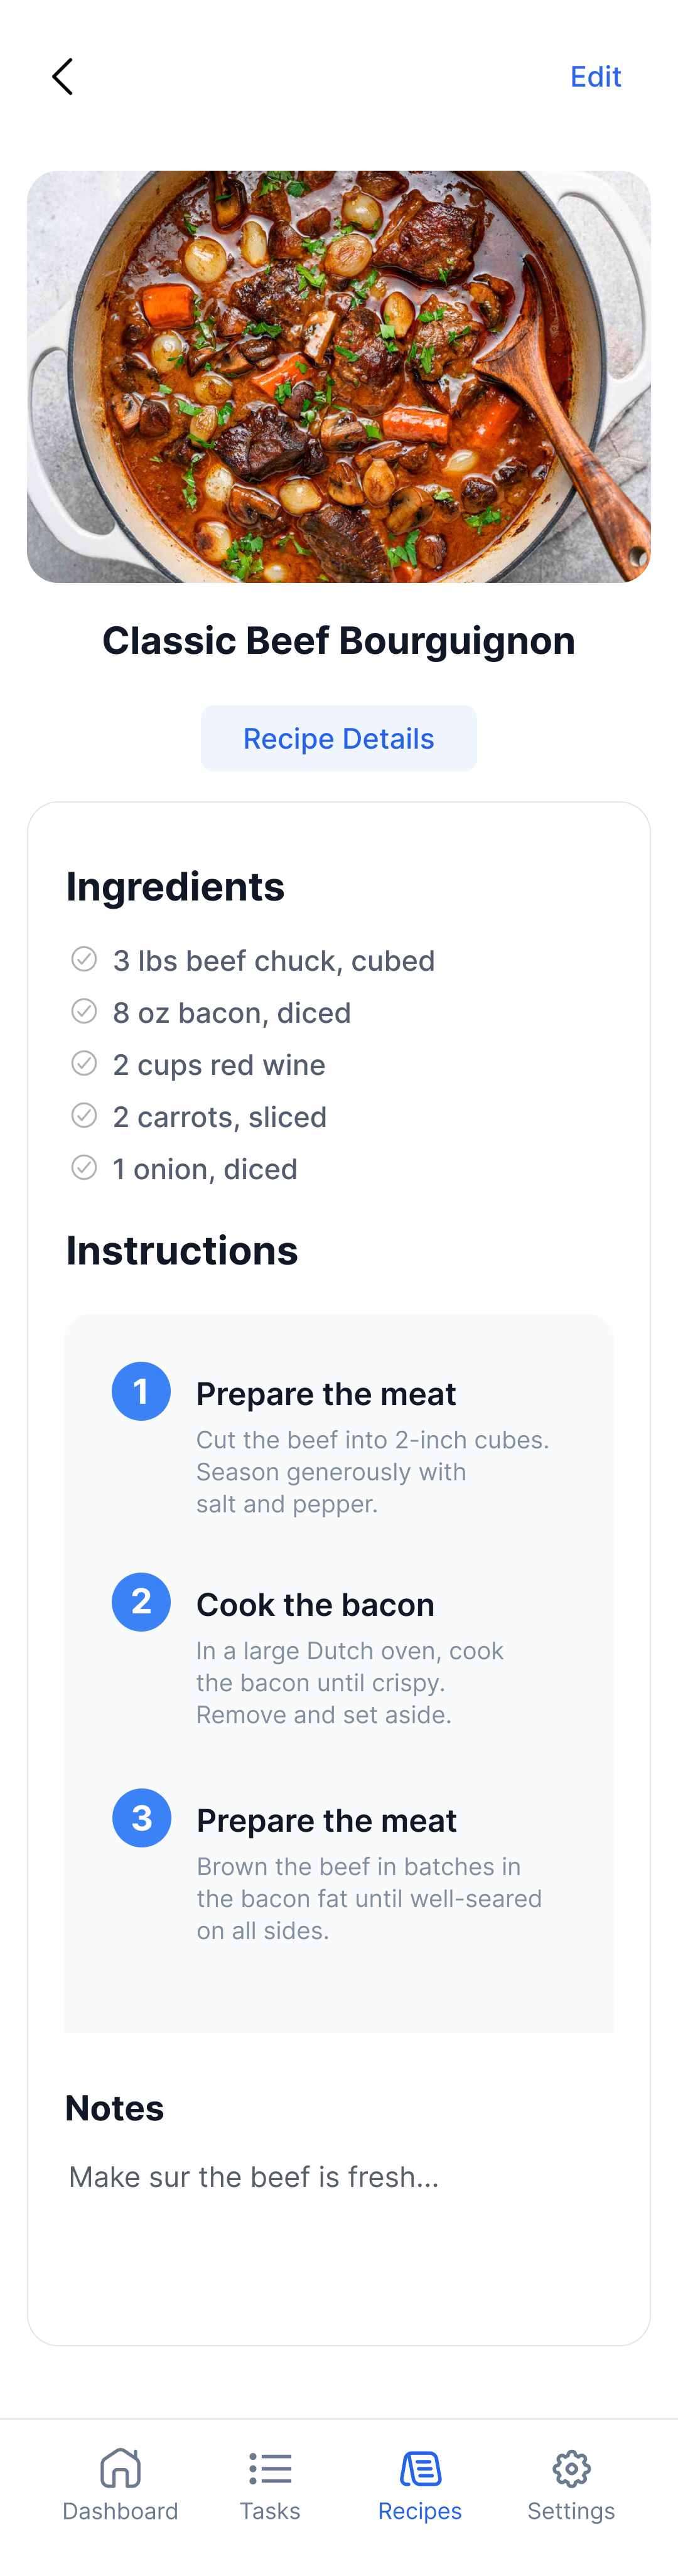 Edit
Classic Beef Bourguignon
Recipe Details
Ingredients
3 lbs beef chuck, cubed
8 oz bacon, diced
2 cups red wine
2 carrots, sliced
1 onion, diced
Instructions
1 Prepare the meat
Cut the beef into 2-inch cubes.
Season generously with
salt and pepper.
2 Cook the bacon
In a large Dutch oven, cook
the bacon until crispy.
Remove and set aside.
3 Prepare the meat
Brown the beef in batches in
the bacon fat until well-seared
on all sides.
Notes
Make sur the beef is fresh...
Dashboard Tasks Recipes Settings